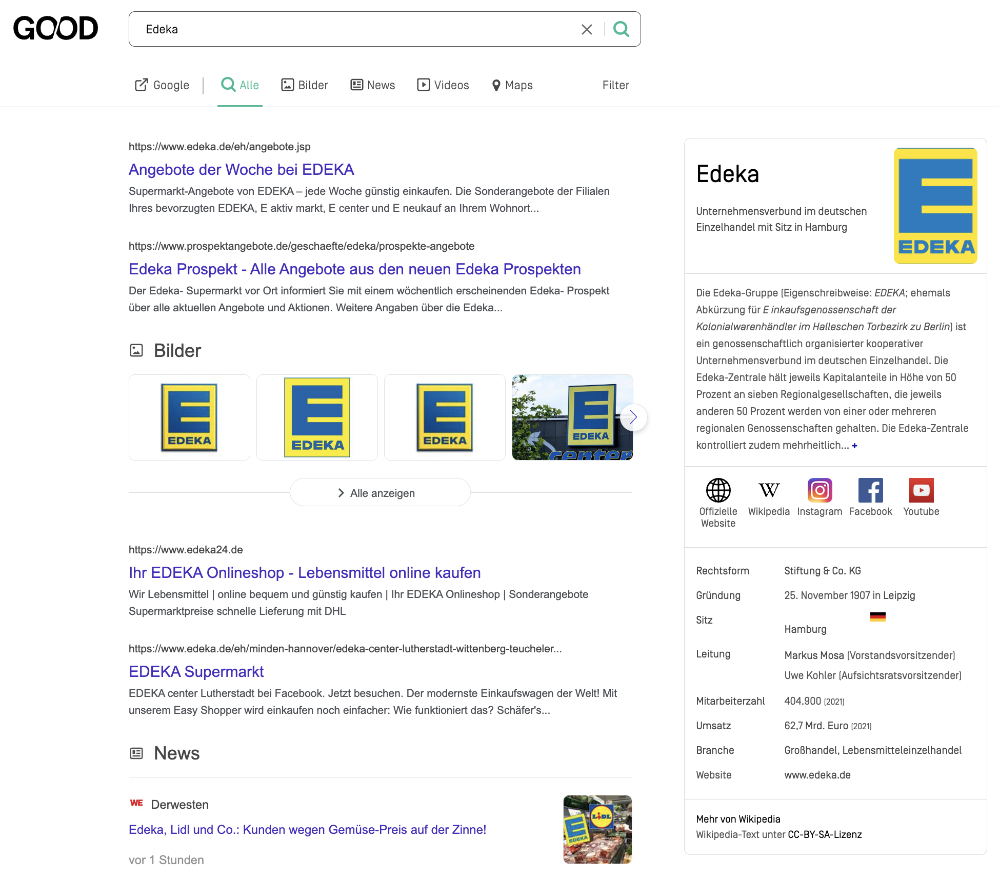 GOOD
Edeka
Google
Alle
Bilder
News
Videos
Maps
Filter
https://www.edeka.de/eh/angebote.jsp
Angebote der Woche bei EDEKA
Supermarkt-Angebote von EDEKA – jede Woche günstig einkaufen. Die Sonderangebote der Filialen
Ihres bevorzugten EDEKA, E aktiv markt, E center und E neukauf an Ihrem Wohnort...
https://www.prospektangebote.de/geschaefte/edeka/prospekte-angebote
Edeka Prospekt - Alle Angebote aus den neuen Edeka Prospekten
Der Edeka- Supermarkt vor Ort informiert Sie mit einem wöchentlich erscheinenden Edeka- Prospekt
über alle aktuellen Angebote und Aktionen. Weitere Angaben über die Edeka...
Bilder
E
EDEKA
E
EDEKA
E
EDEKA
E
EDEKA
center
Alle anzeigen
https://www.edeka24.de
Ihr EDEKA Onlineshop - Lebensmittel online kaufen
Wir Lebensmittel | online bequem und günstig kaufen | Ihr EDEKA Onlineshop | Sonderangebote
Supermarktpreise schnelle Lieferung mit DHL
https://www.edeka.de/eh/minden-hannover/edeka-center-lutherstadt-wittenberg-teucheler...
EDEKA Supermarkt
EDEKA center Lutherstadt bei Facebook. Jetzt besuchen. Der modernste Einkaufswagen der Welt! Mit
unserem Easy Shopper wird einkaufen noch einfacher: Wie funktioniert das? Schäfer's...
News
WE Derwesten
Edeka, Lidl und Co.: Kunden wegen Gemüse-Preis auf der Zinne!
vor 1 Stunden
LIDL
E
EDEKA
Edeka
Unternehmensverbund im deutschen
Einzelhandel mit Sitz in Hamburg
E
EDEKA
Die Edeka-Gruppe (Eigenschreibweise: EDEKA; ehemals
Abkürzung für E inkaufsgenossenschaft der
Kolonialwarenhändler im Halleschen Torbezirk zu Berlin) ist
ein genossenschaftlich organisierter kooperativer
Unternehmensverbund im deutschen Einzelhandel. Die
Edeka-Zentrale hält jeweils Kapitalanteile in Höhe von 50
Prozent an sieben Regionalgesellschaften, die jeweils
anderen 50 Prozent werden von einer oder mehreren
regionalen Genossenschaften gehalten. Die Edeka-Zentrale
kontrolliert zudem mehrheitlich... +
Offizielle
Website
W
Wikipedia
Instagram
Facebook
Youtube
Rechtsform Stiftung & Co. KG
Gründung 25. November 1907 in Leipzig
Sitz
Hamburg
Leitung Markus Mosa (Vorstandsvorsitzender)
Uwe Kohler (Aufsichtsratsvorsitzender)
Mitarbeiterzahl 404.900 (2021)
Umsatz 62,7 Mrd. Euro (2021)
Branche Großhandel, Lebensmitteleinzelhandel
Website www.edeka.de
Mehr von Wikipedia
Wikipedia-Text unter CC-BY-SA-Lizenz